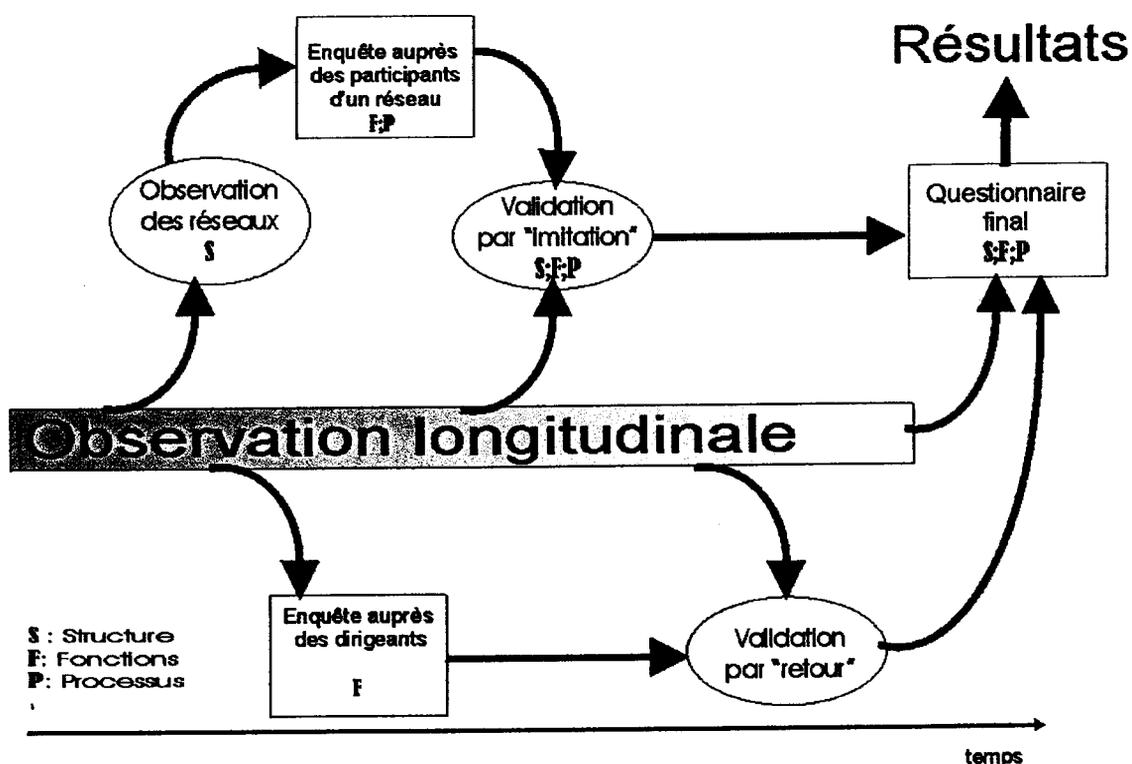 Résultats
Enquête auprès
des participants
d'un réseau
F;P
Observation
des réseaux
S
Validation
par "imitation"
S;F;P
Questionnaire
final
S;F;P
Observation longitudinale
Enquête auprès
des dirigeants
F
Validation
par "retour"
S : Structure
F: Fonctions
P: Processus
temps